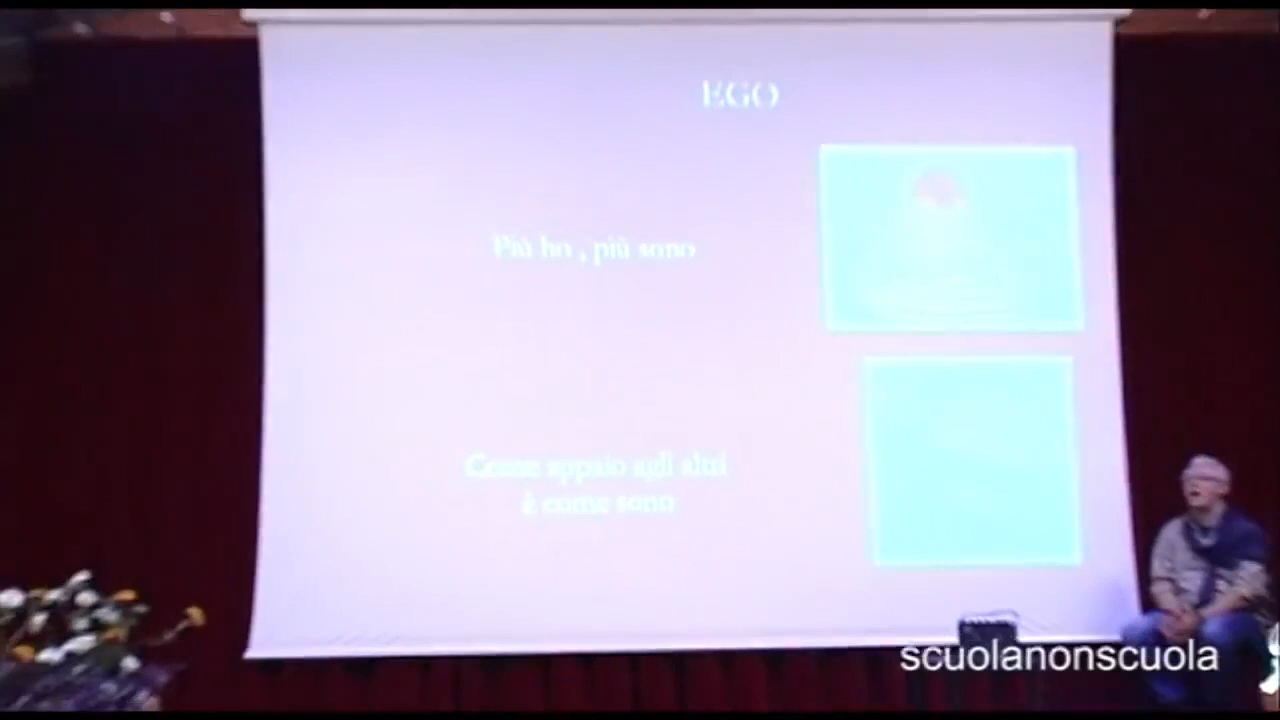 EGO
Più ho , più sono
Come appaio agli altri
è come sono
scuolanonscuola